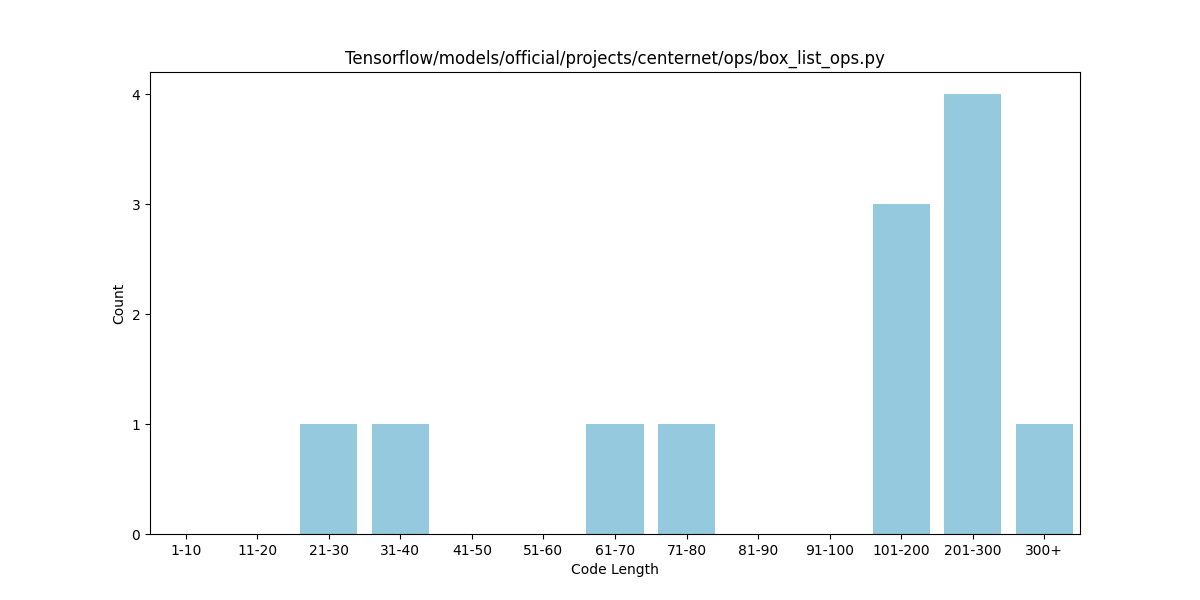 Tensorflow/models/official/projects/centernet/ops/box_list_ops.py
4
3
2
1
0
Count
1-10 11-20 21-30 31-40 41-50 51-60 61-70 71-80 81-90 91-100 101-200 201-300 300+
Code Length